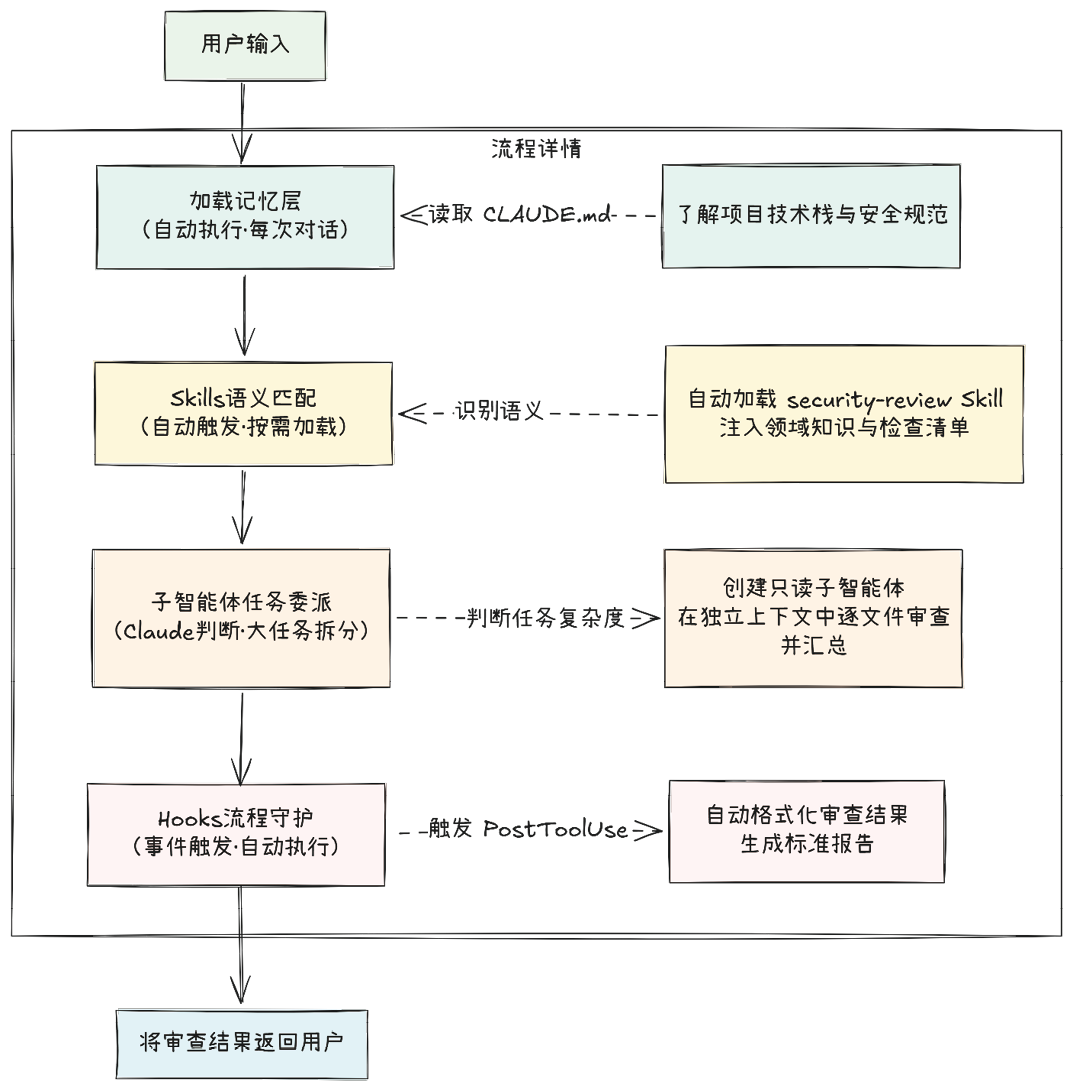 用户输入
流程详情
加载记忆层
（自动执行·每次对话）
读取 CLAUDE.md
了解项目技术栈与安全规范
Skills语义匹配
（自动触发·按需加载）
识别语义
自动加载 security-review Skill
注入领域知识与检查清单
子智能体任务委派
（Claude判断·大任务拆分）
判断任务复杂度
创建只读子智能体
在独立上下文中逐文件审查
并汇总
Hooks流程守护
（事件触发·自动执行）
触发 PostToolUse
自动格式化审查结果
生成标准报告
将审查结果返回用户